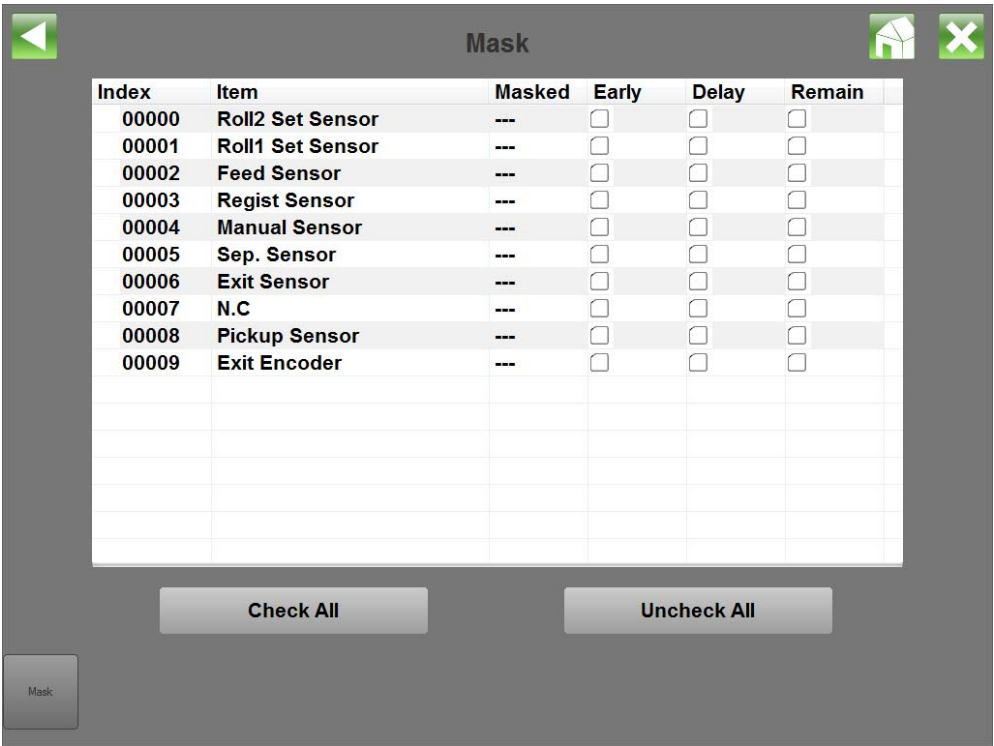 Mask
Index Item Masked Early Delay Remain
00000 Roll2 Set Sensor ---
00001 Roll1 Set Sensor ---
00002 Feed Sensor ---
00003 Regist Sensor ---
00004 Manual Sensor ---
00005 Sep. Sensor ---
00006 Exit Sensor ---
00007 N.C ---
00008 Pickup Sensor ---
00009 Exit Encoder ---
Check All Uncheck All
Mask